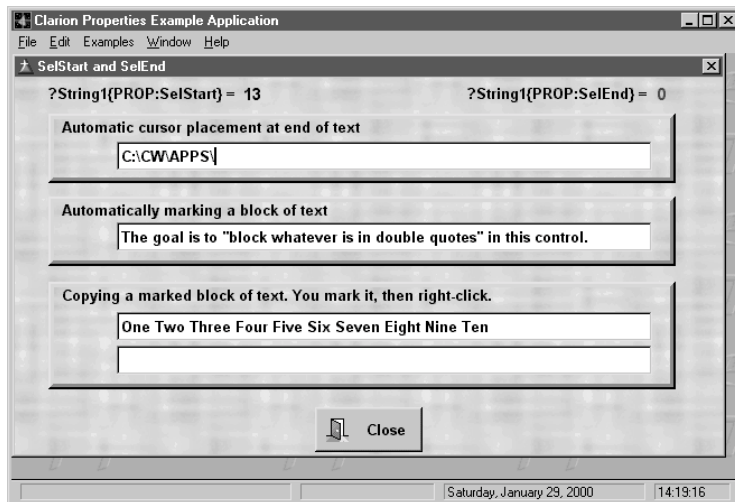 Clarion Properties Example Application
File Edit Examples Window Help
SelStart and SelEnd
?String1{PROP:SelStart} = 13 ?String1{PROP:SelEnd} = 0
Automatic cursor placement at end of text
C:\CW\APPS\
Automatically marking a block of text
The goal is to "block whatever is in double quotes" in this control.
Copying a marked block of text. You mark it, then right-click.
One Two Three Four Five Six Seven Eight Nine Ten
Close
Saturday, January 29, 2000 14:19:16